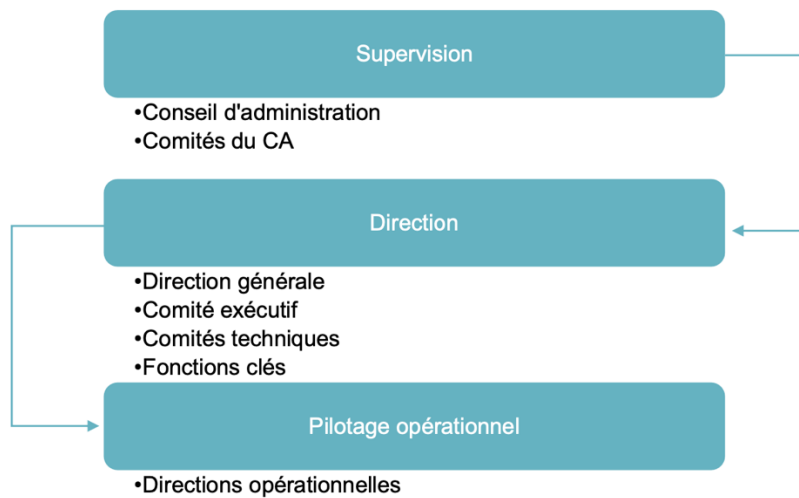 Supervision
•Conseil d'administration
•Comités du CA
Direction
•Direction générale
•Comité exécutif
•Comités techniques
•Fonctions clés
Pilotage opérationnel
•Directions opérationnelles